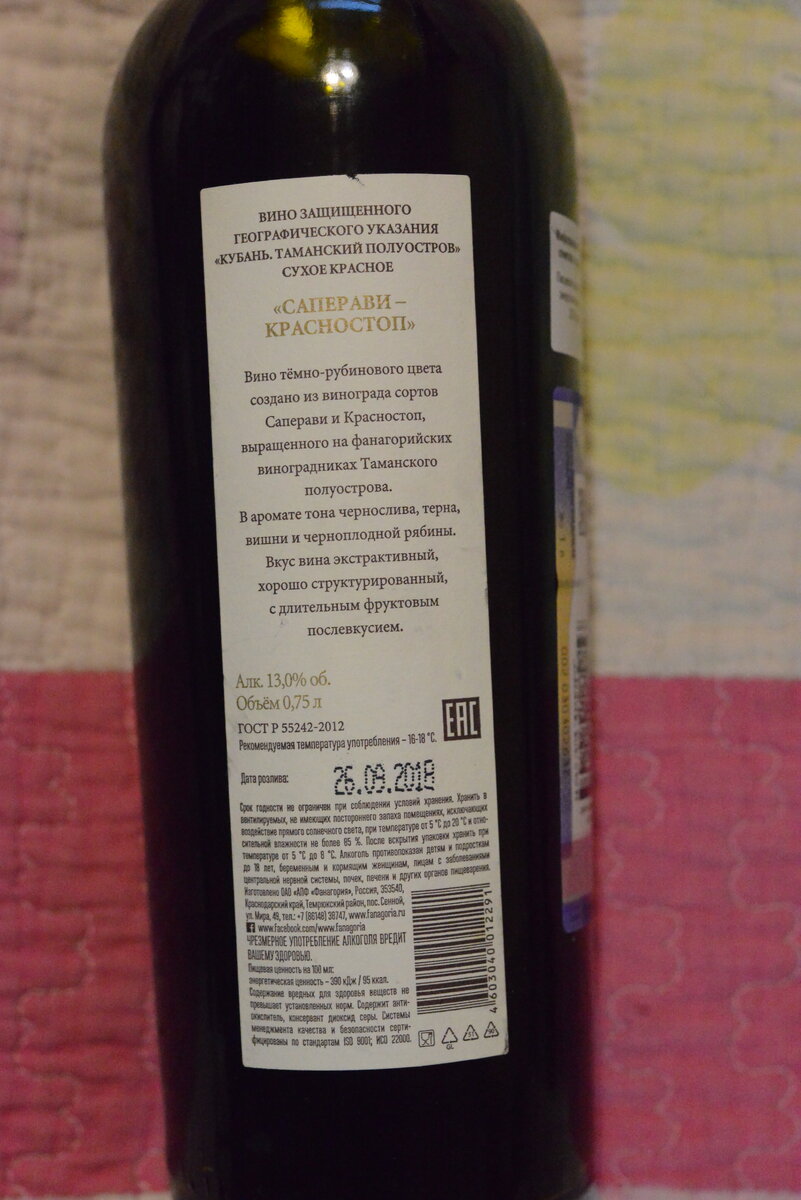 ВИНО ЗАЩИЩЕННОГО
ГЕОГРАФИЧЕСКОГО УКАЗАНИЯ
«КУБАНЬ. ТАМАНСКИЙ ПОЛУОСТРОВ»
СУХОЕ КРАСНОЕ
«САПЕРАВИ –
КРАСНОСТОП»
Вино тёмно-рубинового цвета
создано из винограда сортов
Саперави и Красностоп,
выращенного на фанагорийских
виноградниках Таманского
полуострова.
В аромате тона чернослива, терна,
вишни и черноплодной рябины.
Вкус вина экстрактивный,
хорошо структурированный,
с длительным фруктовым
послевкусием.
Алк. 13,0% об.
Объём 0,75 л
ГОСТ Р 55242-2012
Рекомендуемая температура употребления – 16-18 °С.
EAC
Дата розлива: 26.09.2018
Срок годности не ограничен при соблюдении условий хранения. Хранить в
вентилируемых, не имеющих постороннего запаха помещениях, исключающих
воздействие прямого солнечного света, при температуре от 5 °С до 20 °С и отно-
сительной влажности не более 85 %. После вскрытия упаковки хранить при
температуре от 5 °С до 6 °С. Алкоголь противопоказан детям и подросткам
до 18 лет, беременным и кормящим женщинам, лицам с заболеваниями
центральной нервной системы, почек, печени и других органов пищеварения.
Изготовлено ОАО «АПФ «Фанагория», Россия, 353540,
Краснодарский край, Темрюкский район, пос. Сенной,
ул. Мира, 49, тел.: +7 (86148) 38747, www.fanagoria.ru
www.facebook.com/www.fanagoria
ЧРЕЗМЕРНОЕ УПОТРЕБЛЕНИЕ АЛКОГОЛЯ ВРЕДИТ
ВАШЕМУ ЗДОРОВЬЮ.
Пищевая ценность на 100 мл:
энергетическая ценность – 390 кДж / 95 ккал.
Содержание вредных для здоровья веществ не
превышает установленных норм. Содержит анти-
окислитель, консервант диоксид серы. Системы
менеджмента качества и безопасности серти-
фицированы по стандартам ISO 9001; ИСО 22000.
4603040012291
GL